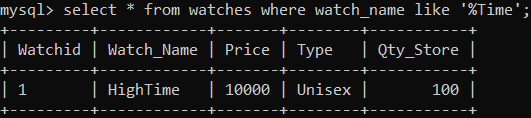 mysql> select * from watches where watch_name like '%Time';
+---------+------------+-------+--------+-----------+
| Watchid | Watch_Name | Price | Type   | Qty_Store |
+---------+------------+-------+--------+-----------+
| 1       | HighTime   | 10000 | Unisex |       100 |
+---------+------------+-------+--------+-----------+